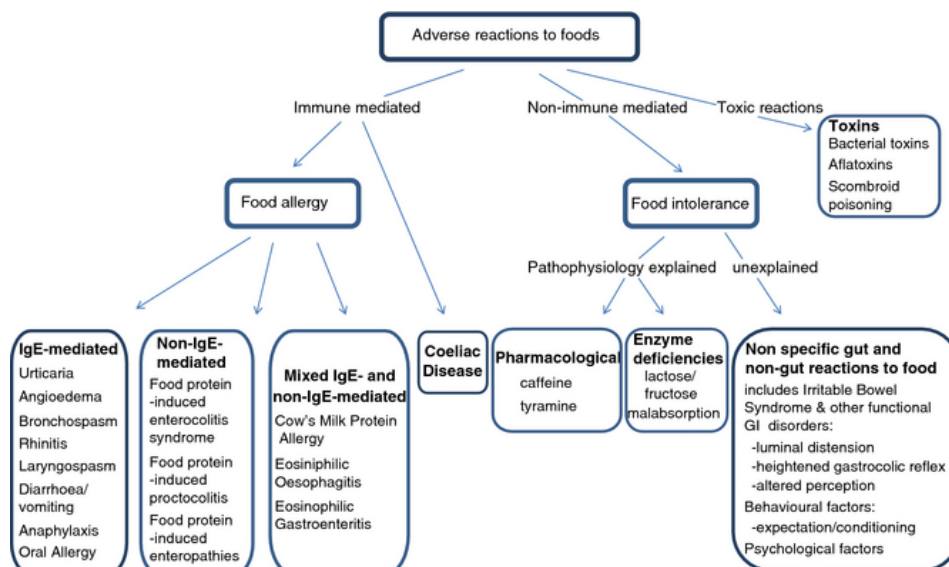 Adverse reactions to foods
Immune mediated
Non-immune mediated
Toxic reactions
Toxins
Bacterial toxins
Aflatoxins
Scombroid
poisoning
Food allergy
Food intolerance
Pathophysiology explained
unexplained
IgE-mediated
Urticaria
Angioedema
Bronchospasm
Rhinitis
Laryngospasm
Diarrhoea/
vomiting
Anaphylaxis
Oral Allergy
Non-IgE-
mediated
Food protein
-induced
enterocolitis
syndrome
Food protein
-induced
proctocolitis
Food protein
-induced
enteropathies
Mixed IgE- and
non-IgE-mediated
Cow's Milk Protein
Allergy
Eosiniphilic
Oesophagitis
Eosinophilic
Gastroenteritis
Coeliac
Disease
Pharmacological
caffeine
tyramine
Enzyme
deficiencies
lactose/
fructose
malabsorption
Non specific gut and
non-gut reactions to food
includes Irritable Bowel
Syndrome & other functional
GI disorders:
-luminal distension
-heightened gastrocolic reflex
-altered perception
Behavioural factors:
-expectation/conditioning
Psychological factors